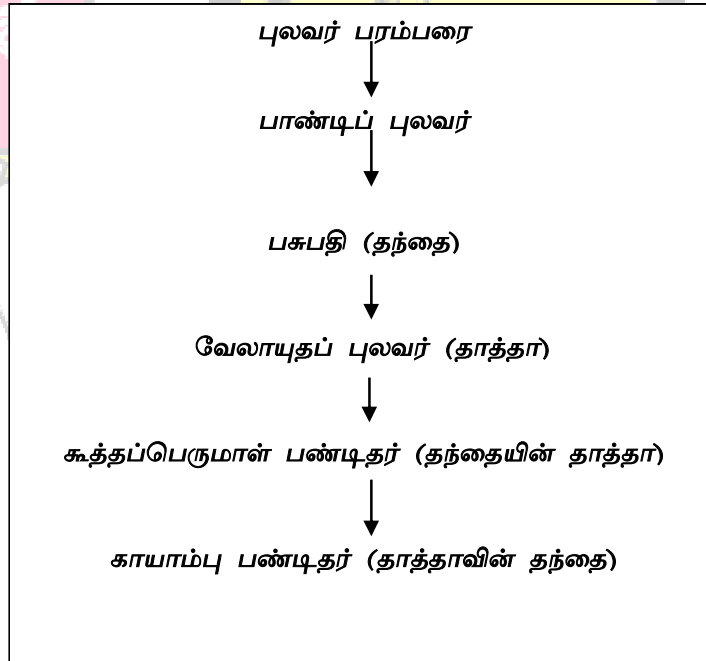 புலவர் பரம்பரை
பாண்டிப் புலவர்
பசுபதி (தந்தை)
வேலாயுதப் புலவர் (தாத்தா)
கூத்தப்பெருமாள் பண்டிதர் (தந்தையின் தாத்தா)
காயாம்பு பண்டிதர் (தாத்தாவின் தந்தை)